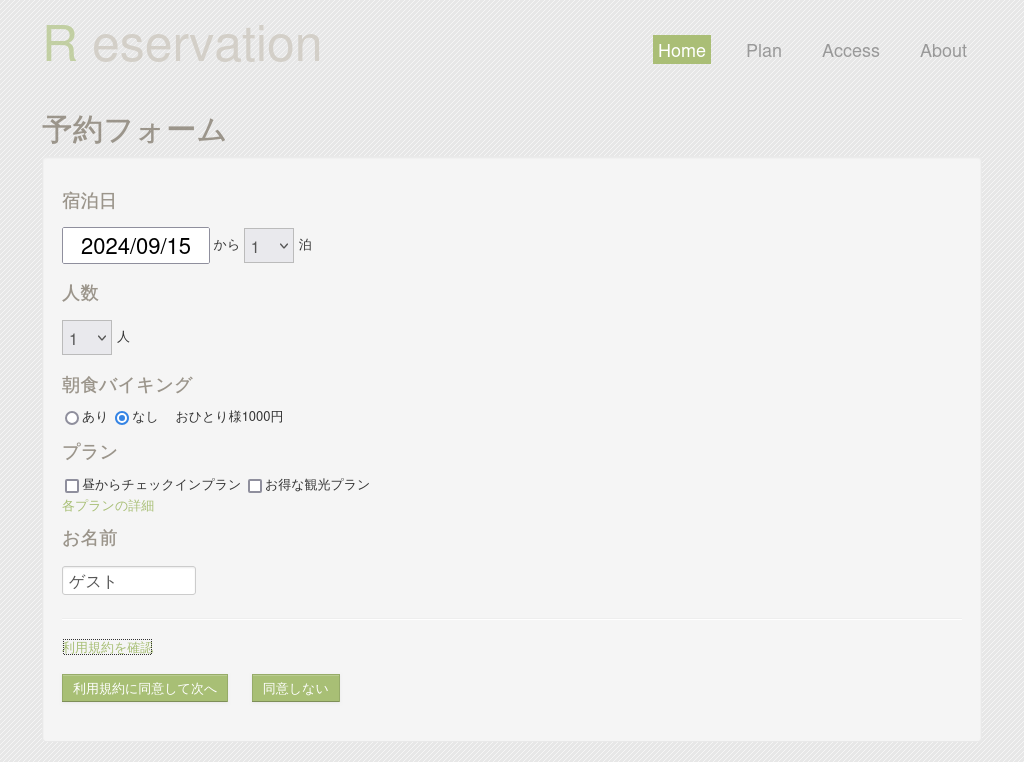 R eservation
Home Plan Access About
予約フォーム
宿泊日
2024/09/15 から 1 泊
人数
1 人
朝食バイキング
あり なし おひとり様1000円
プラン
昼からチェックインプラン お得な観光プラン
各プランの詳細
お名前
ゲスト
利用規約を確認
利用規約に同意して次へ 同意しない